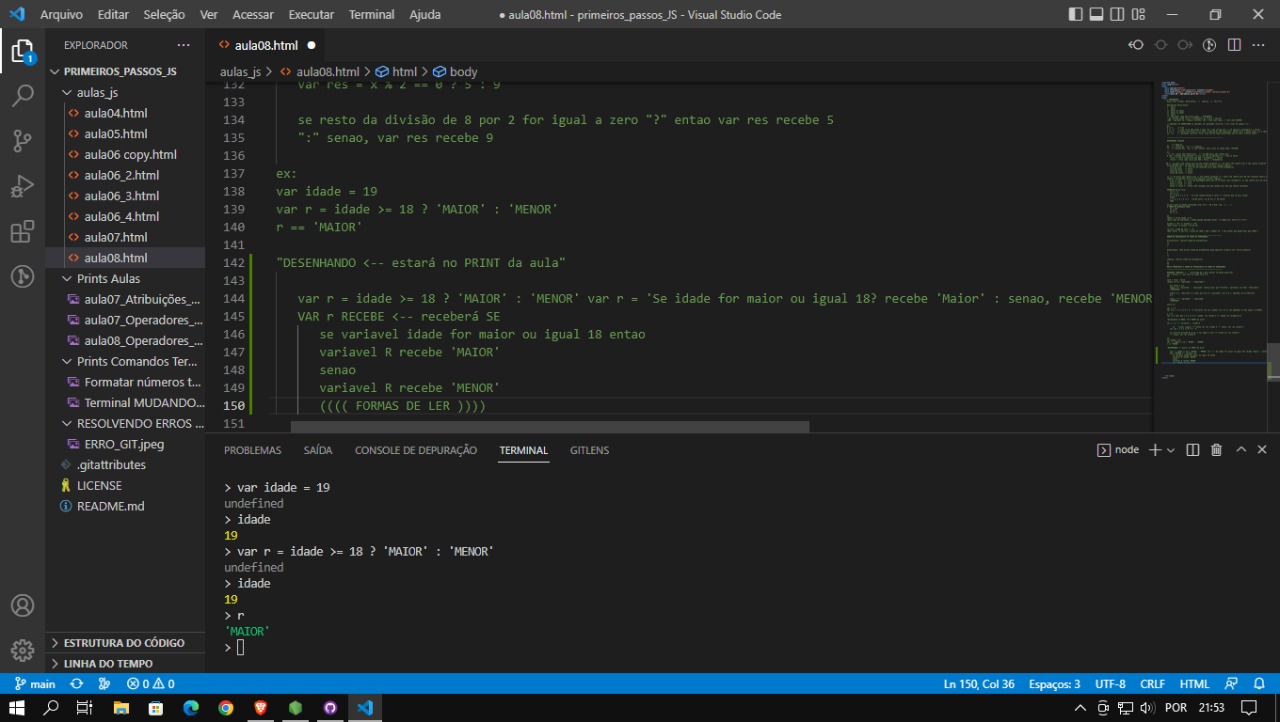 Arquivo Editar Seleção Ver Acessar Executar Terminal Ajuda
● aula08.html - primeiros_passos_JS - Visual Studio Code
EXPLORADOR
aula08.html
PRIMEIROS_PASSOS_JS
aulas_js > aula08.html > html > body
aulas_js
aula04.html
aula05.html
aula06 copy.html
aula06_2.html
aula06_3.html
aula06_4.html
aula07.html
aula08.html
Prints Aulas
aula07_Atribuições_...
aula07_Operadores_...
aula08_Operadores_...
Prints Comandos Ter...
Formatar números t...
Terminal MUDANDO...
RESOLVENDO ERROS ...
ERRO_GIT.jpeg
.gitattributes
LICENSE
README.md
ESTRUTURA DO CÓDIGO
LINHA DO TEMPO
1
132 var res = x % 2 == 0 ? 5 : 9
133
134 se resto da divisão de 8 por 2 for igual a zero "?" entao var res recebe 5
135 ":" senao, var res recebe 9
136
137 ex:
138 var idade = 19
139 var r = idade >= 18 ? 'MAIOR' : 'MENOR'
140 r == 'MAIOR'
141
142 "DESENHANDO <-- estará no PRINT da aula"
143
144 var r = idade >= 18 ? 'MAIOR' : 'MENOR' var r = 'Se idade for maior ou igual 18? recebe 'Maior' : senao, recebe 'MENOR
145 VAR r RECEBE <-- receberá SE
146 se variavel idade for maior ou igual 18 entao
147 variavel R recebe 'MAIOR'
148 senao
149 variavel R recebe 'MENOR'
150 (((( FORMAS DE LER ))))
151
PROBLEMAS SAÍDA CONSOLE DE DEPURAÇÃO TERMINAL GITLENS
node
> var idade = 19
undefined
> idade
19
> var r = idade >= 18 ? 'MAIOR' : 'MENOR'
undefined
> idade
19
> r
'MAIOR'
>
main 0 0 Ln 150, Col 36 Espaços: 3 UTF-8 CRLF HTML
POR 21:53